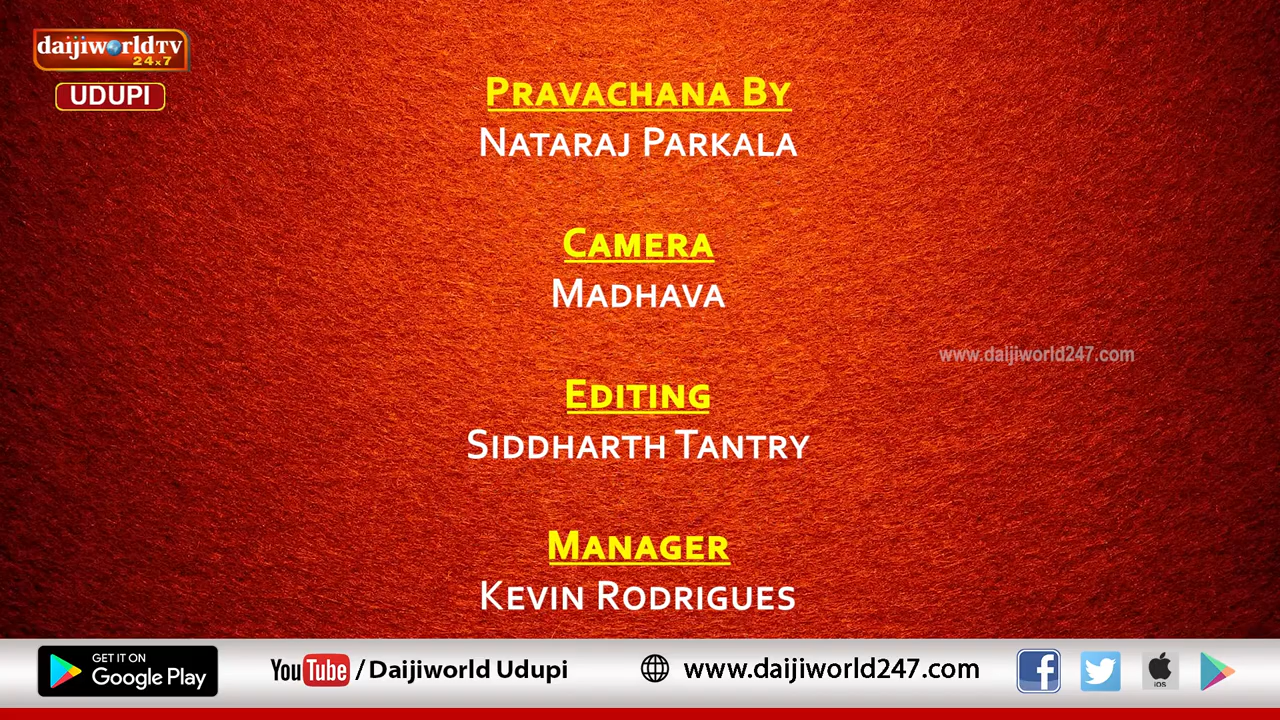 daijiworldTV
24x7
UDUPI
PRAVACHANA BY
NATARAJ PARKALA
CAMERA
MADHAVA
www.daijiworld247.com
EDITING
SIDDHARTH TANTRY
MANAGER
KEVIN RODRIGUES
GET IT ON
Google Play
YouTube /Daijiworld Udupi
www.daijiworld247.com
f
iOS